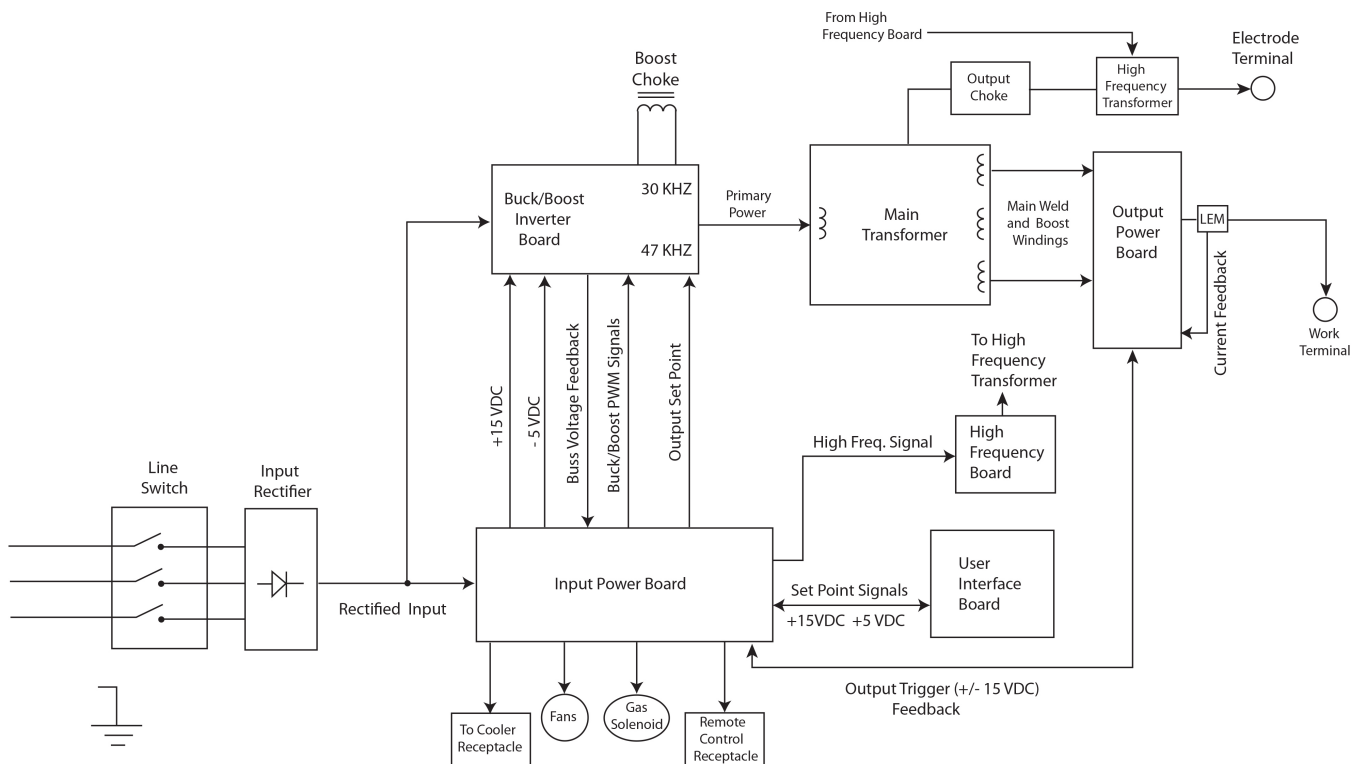 From High
Frequency Board
Electrode
Terminal
Boost
Choke
Output
Choke
High
Frequency
Transformer
Buck/Boost
Inverter
Board
30 KHZ
47 KHZ
Primary
Power
Main
Transformer
Main Weld
and Boost
Windings
Output
Power
Board
LEM
Current Feedback
Work
Terminal
To High
Frequency
Transformer
+15 VDC
- 5 VDC
Buss Voltage Feedback
Buck/Boost PWM Signals
Output Set Point
High Freq. Signal
High
Frequency
Board
Line
Switch
Input
Rectifier
Rectified Input
Input Power Board
Set Point Signals
+15VDC +5 VDC
User
Interface
Board
Output Trigger (+/- 15 VDC)
Feedback
To Cooler
Receptacle
Fans
Gas
Solenoid
Remote
Control
Receptacle